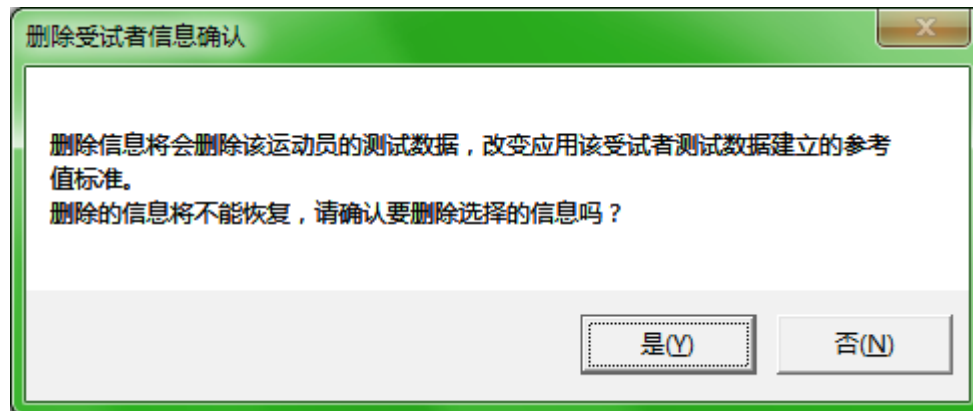 删除受试者信息确认
删除信息将会删除该运动员的测试数据，改变应用该受试者测试数据建立的参考
值标准。
删除的信息将不能恢复，请确认要删除选择的信息吗？
是(Y) 否(N)